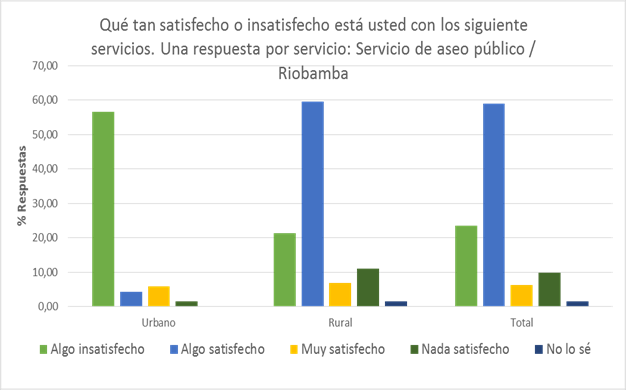 Qué tan satisfecho o insatisfecho está usted con los siguiente
servicios. Una respuesta por servicio: Servicio de aseo público /
Riobamba
70,00
60,00
50,00
40,00
30,00
20,00
10,00
0,00
% Respuestas
Urbano Rural Total
Algo insatisfecho Algo satisfecho Muy satisfecho Nada satisfecho No lo sé